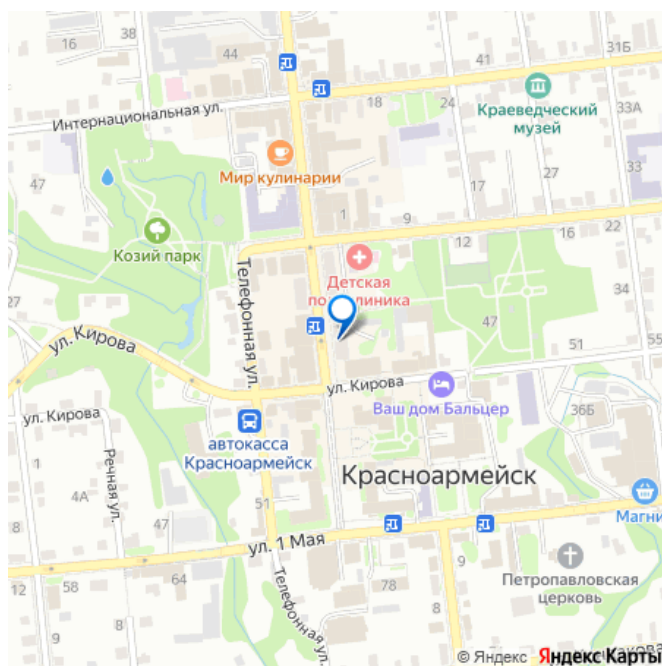 16
38
44
41
31Б
Интернациональная ул.
18
24
Краеведческий
музей
33А
47
Мир кулинарии
33
17
27
1
9
Козий парк
12
16
22
Телефонная ул.
Детская
поликлиника
34
27
47
ул. Кирова
51
55
ул. Кирова
ул. Кирова
Ваш дом Бальцер
36Б
автокасса
Красноармейск
1
Речная ул.
4А
Красноармейск
47
51
Магни
8
ул. 1 Мая
9
12
58
64
78
Петропавловская
церковь
9
8
Телефонная ул.
8
© Яндекс Яндекс Карты